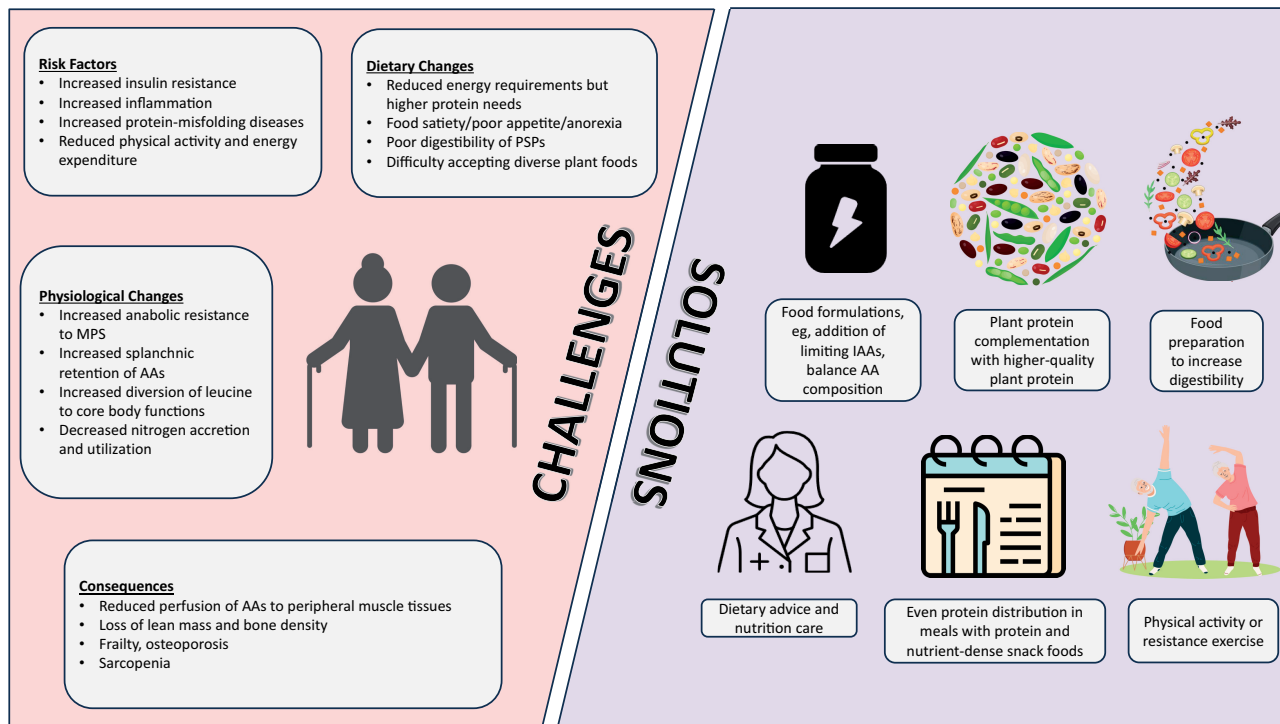 Risk Factors
• Increased insulin resistance
• Increased inflammation
• Increased protein-misfolding diseases
• Reduced physical activity and energy
expenditure
Dietary Changes
• Reduced energy requirements but
higher protein needs
• Food satiety/poor appetite/anorexia
• Poor digestibility of PSPs
• Difficulty accepting diverse plant foods
Physiological Changes
• Increased anabolic resistance
to MPS
• Increased splanchnic
retention of AAs
• Increased diversion of leucine
to core body functions
• Decreased nitrogen accretion
and utilization
Consequences
• Reduced perfusion of AAs to peripheral muscle tissues
• Loss of lean mass and bone density
• Frailty, osteoporosis
• Sarcopenia
CHALLENGES
SOLUTIONS
Food formulations,
eg, addition of
limiting IAAs,
balance AA
composition
Plant protein
complementation
with higher-quality
plant protein
Food
preparation
to increase
digestibility
Dietary advice and
nutrition care
Even protein distribution in
meals with protein and
nutrient-dense snack foods
Physical activity or
resistance exercise